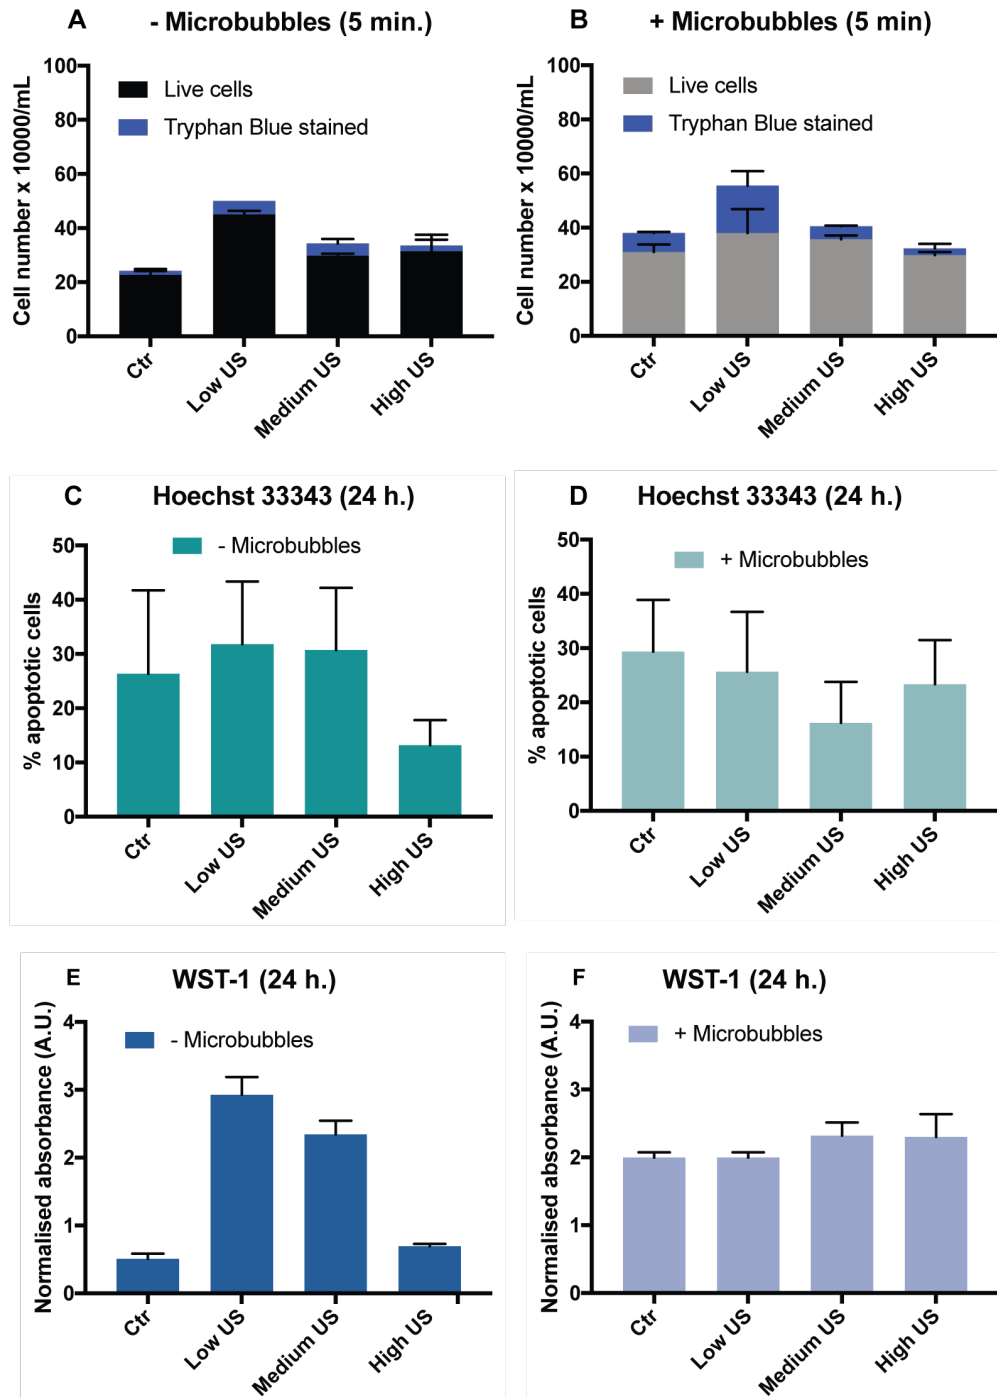 A - Microbubbles (5 min.)
Cell number x 10000/mL
100
80
60
40
20
0
Live cells
Tryphan Blue stained
Ctr
Low US
Medium US
High US
B + Microbubbles (5 min)
Cell number x 10000/mL
100
80
60
40
20
0
Live cells
Tryphan Blue stained
Ctr
Low US
Medium US
High US
C Hoechst 33343 (24 h.)
% apoptotic cells
50
40
30
20
10
0
- Microbubbles
Ctr
Low US
Medium US
High US
D Hoechst 33343 (24 h.)
% apoptotic cells
50
40
30
20
10
0
+ Microbubbles
Ctr
Low US
Medium US
High US
E WST-1 (24 h.)
Normalised absorbance (A.U.)
4
3
2
1
0
- Microbubbles
Ctr
Low US
Medium US
High US
F WST-1 (24 h.)
Normalised absorbance (A.U.)
4
3
2
1
0
+ Microbubbles
Ctr
Low US
Medium US
High US